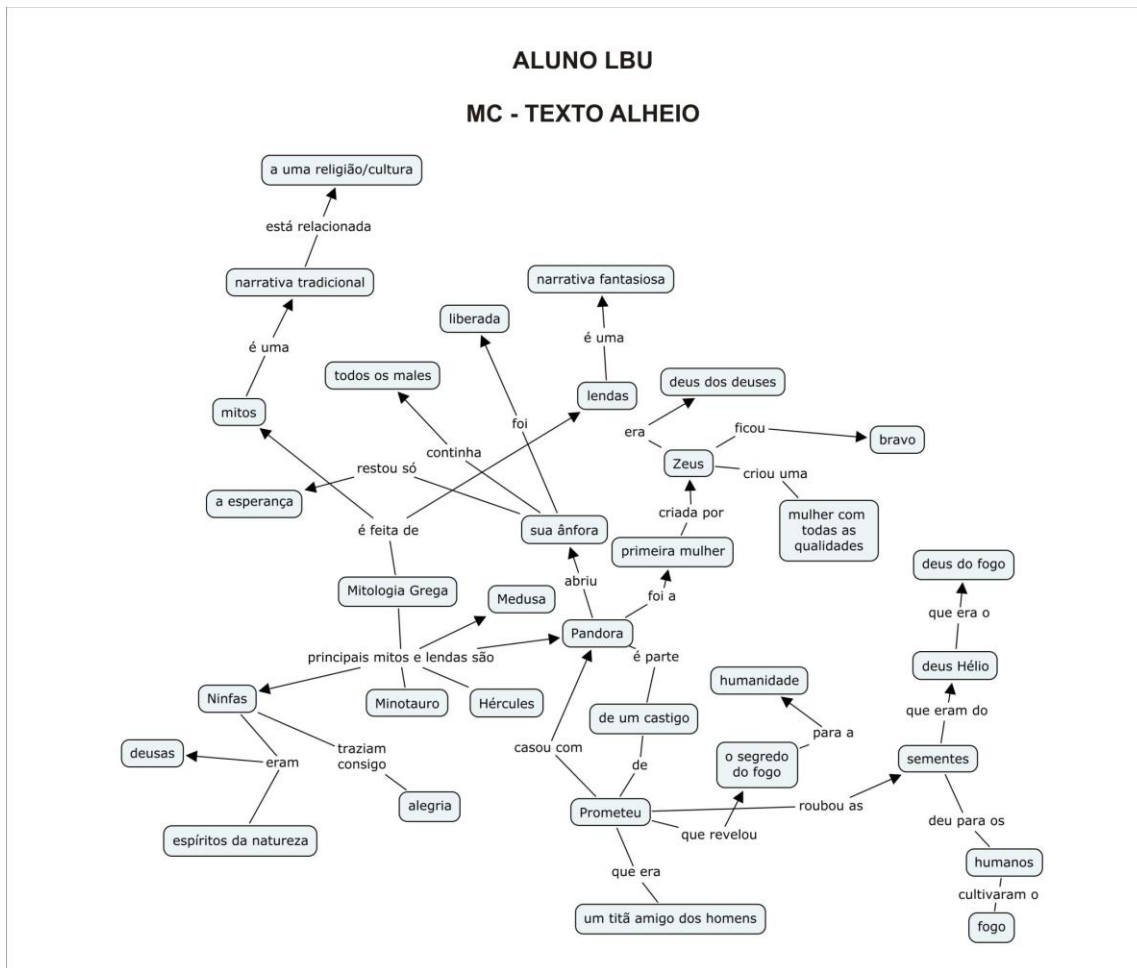 ALUNO LBU
MC - TEXTO ALHEIO
a uma religião/cultura
está relacionada
narrativa tradicional
é uma
mitos
narrativa fantasiosa
é uma
lendas
liberada
foi
todos os males
continha
restou só
a esperança
é feita de
sua ânfora
abriu
deus dos deuses
era
ficou
bravo
Zeus
criou uma
mulher com
todas as
qualidades
criada por
primeira mulher
foi a
Mitologia Grega
Medusa
Pandora
principais mitos e lendas são
Ninfas
Minotauro
Hércules
deusas
eram
traziam
consigo
alegria
espíritos da natureza
é parte
de um castigo
de
casou com
Prometeu
que era
um titã amigo dos homens
humanidade
para a
o segredo
do fogo
que revelou
roubou as
deus do fogo
que era o
deus Hélio
que eram do
sementes
deu para os
humanos
cultivaram o
fogo